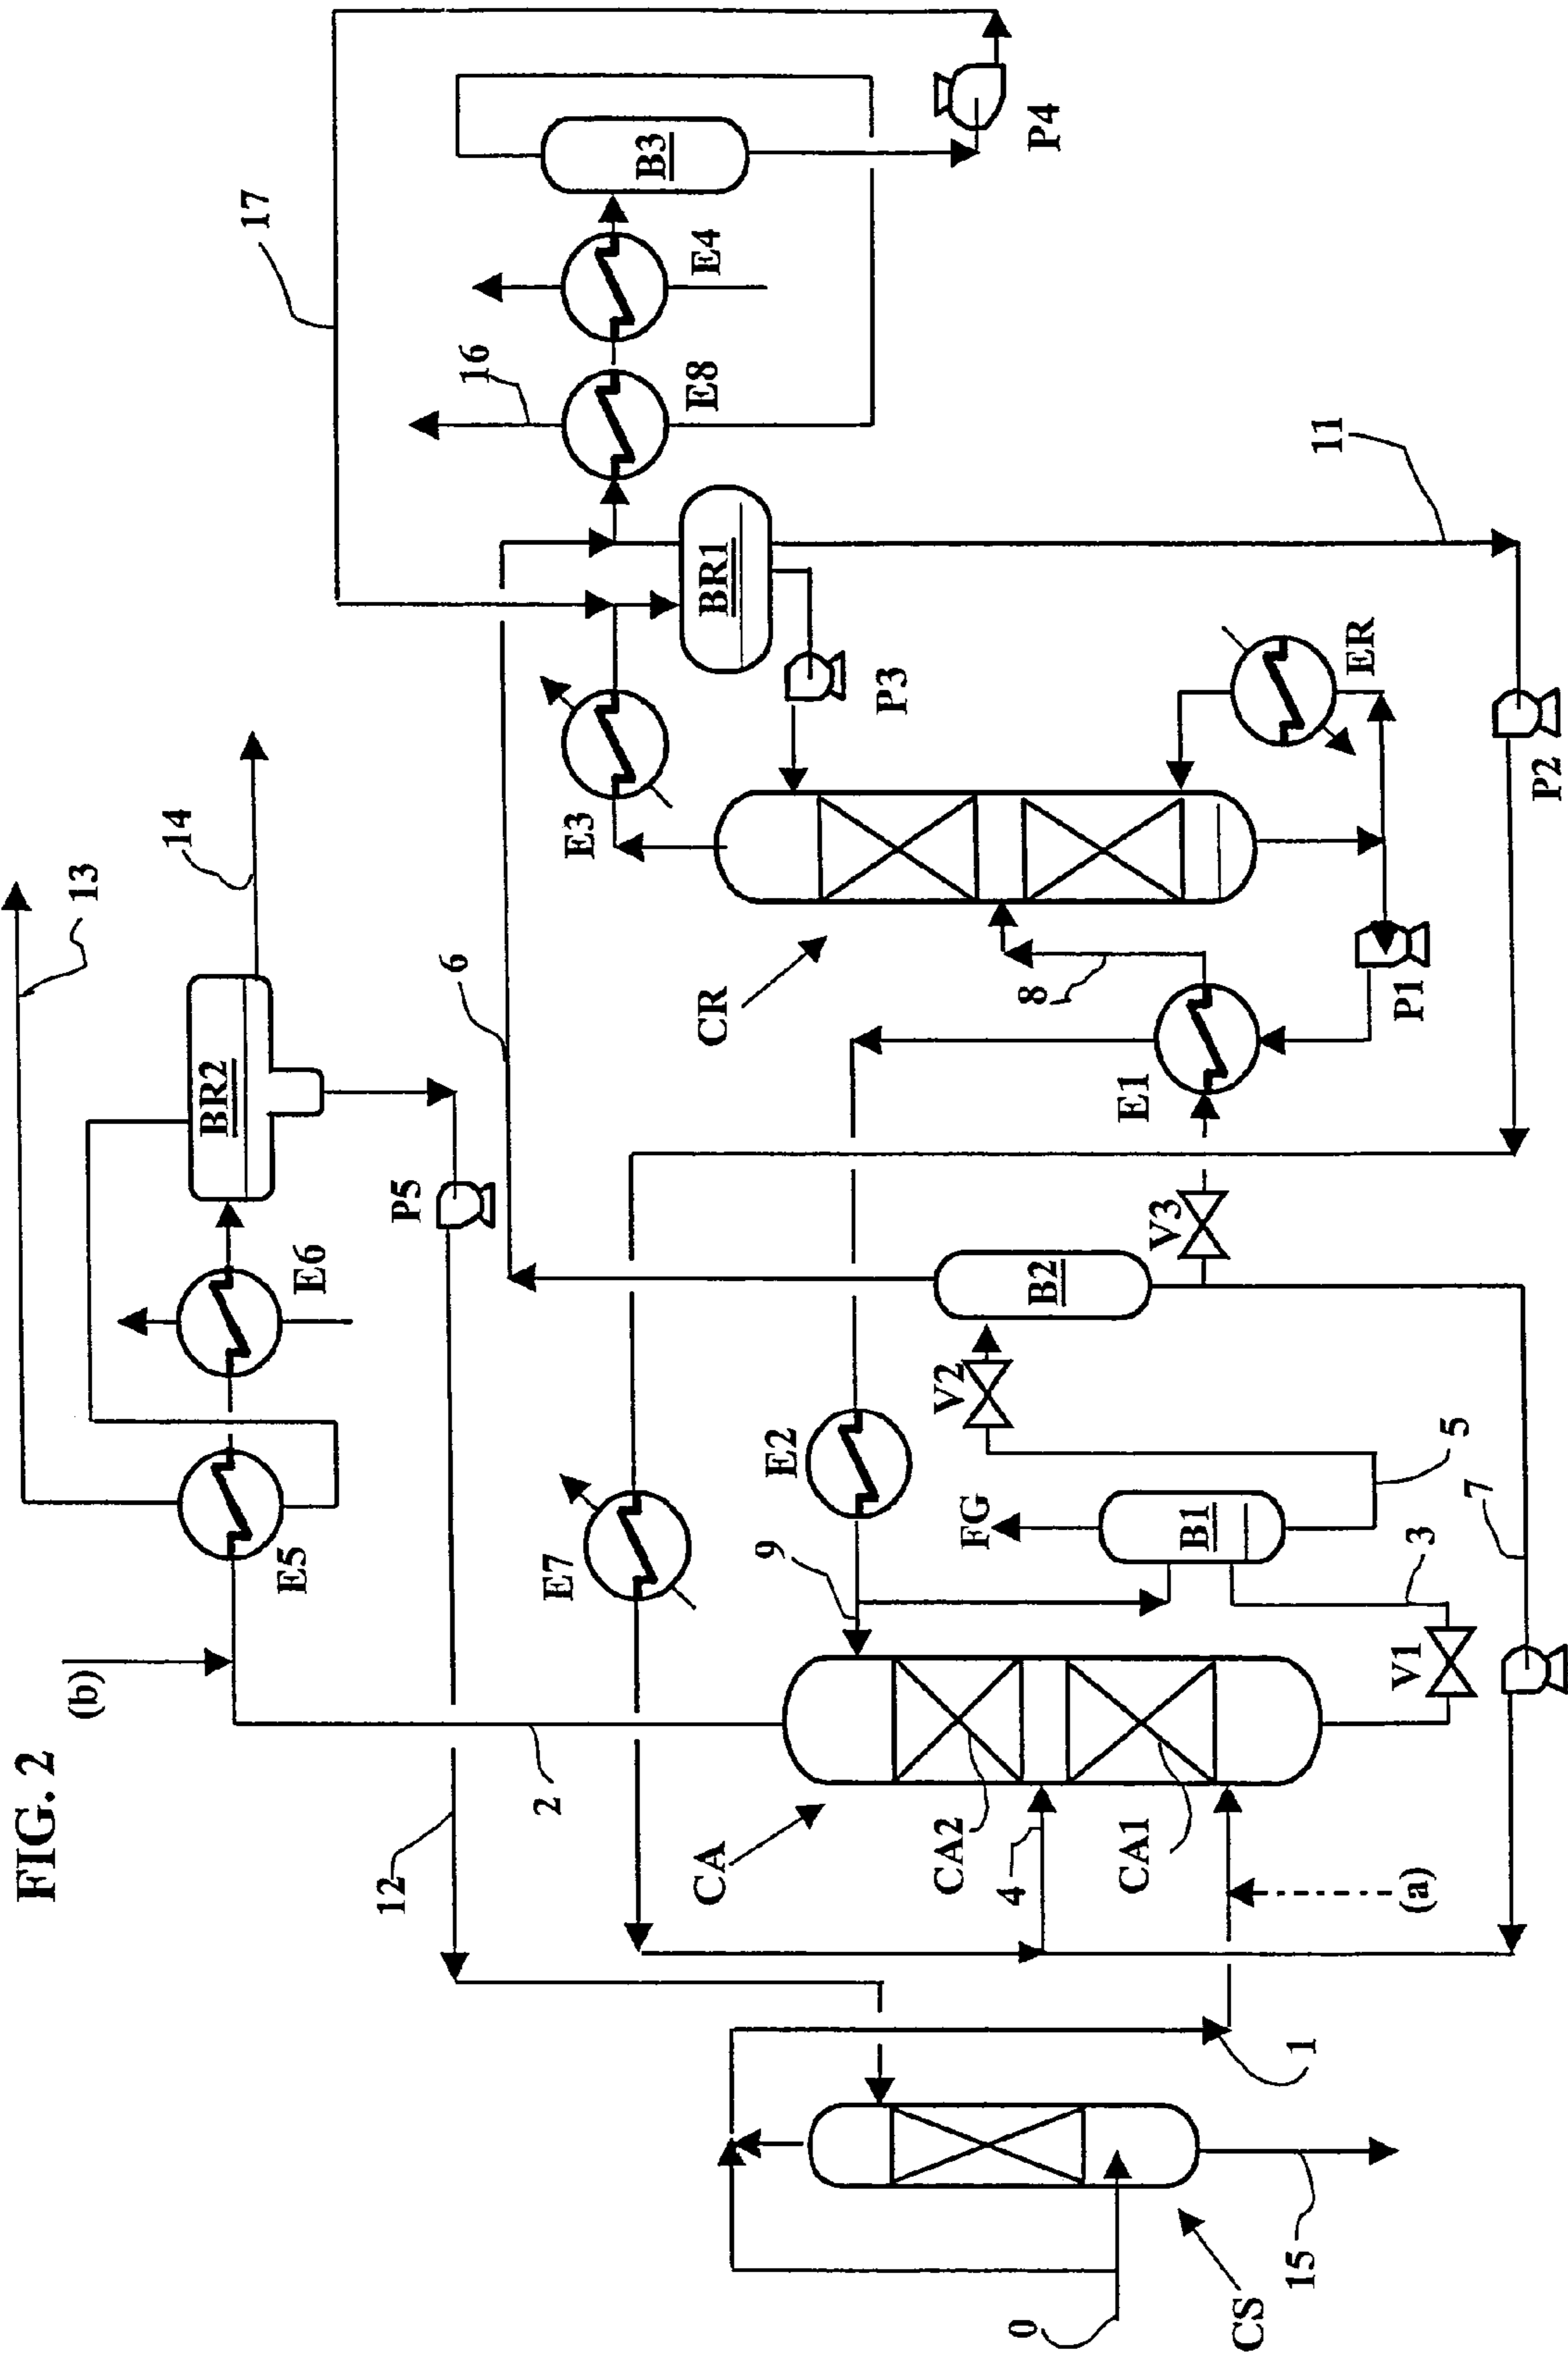 FIG. 2
(b)
13
14
BR2
E5
E6
P5
12
2
6
17
16
E8
E4
B3
P4
E3
BR1
P3
11
E7
9
E2
FG
B1
V2
B2
5
3
V1
7
V3
E1
8
CR
P1
ER
P2
CA
CA2
4
CA1
(a)
1
0
CS
15